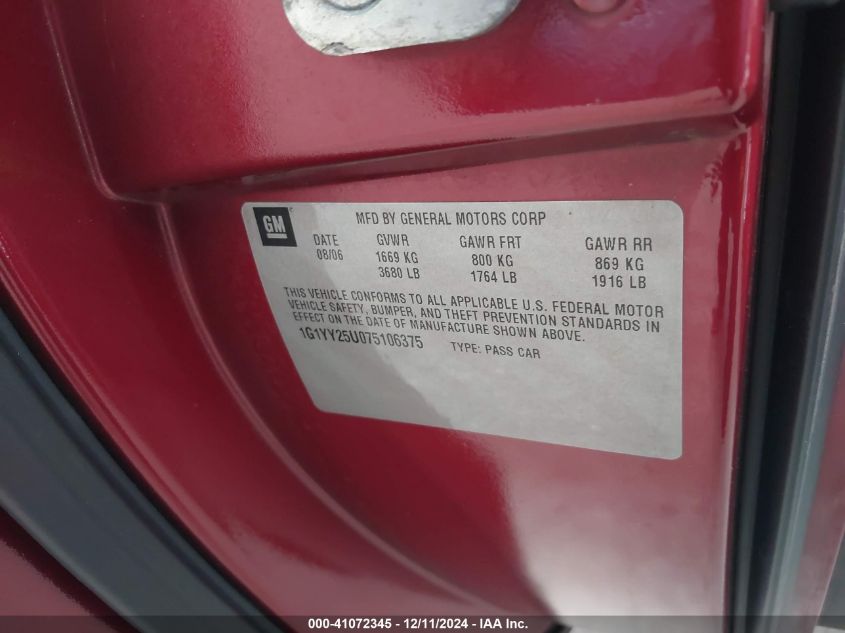 GM
MFD BY GENERAL MOTORS CORP
DATE GVWR GAWR FRT GAWR RR
08/06 1669 KG 800 KG 869 KG
3680 LB 1764 LB 1916 LB
THIS VEHICLE CONFORMS TO ALL APPLICABLE U.S. FEDERAL MOTOR
VEHICLE SAFETY, BUMPER, AND THEFT PREVENTION STANDARDS IN
EFFECT ON THE DATE OF MANUFACTURE SHOWN ABOVE.
1G1YY25U075106375 TYPE: PASS CAR
000-41072345 - 12/11/2024 - IAA Inc.